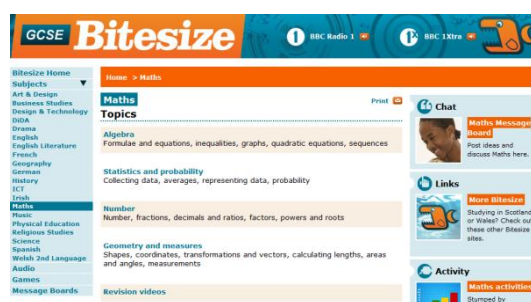 GCSE Bitesize
BBC Radio 1
BBC 1Xtra
Bitesize Home
Subjects
Art & Design
Business Studies
Design & Technology
DiDA
Drama
English
English Literature
French
Geography
German
History
ICT
Irish
Maths
Music
Physical Education
Religious Studies
Science
Spanish
Welsh 2nd Language
Audio
Games
Message Boards
Home > Maths
Maths
Print
Topics
Algebra
Formulae and equations, inequalities, graphs, quadratic equations, sequences
Statistics and probability
Collecting data, averages, representing data, probability
Number
Number, fractions, decimals and ratios, factors, powers and roots
Geometry and measures
Shapes, coordinates, transformations and vectors, calculating lengths, areas
and angles, measurements
Revision videos
Chat
Maths Message
Board
Post ideas and
discuss Maths here.
Links
More Bitesize
Studying in Scotland
or Wales? Check out
these other Bitesize
sites.
Activity
Maths activities
Stumped by